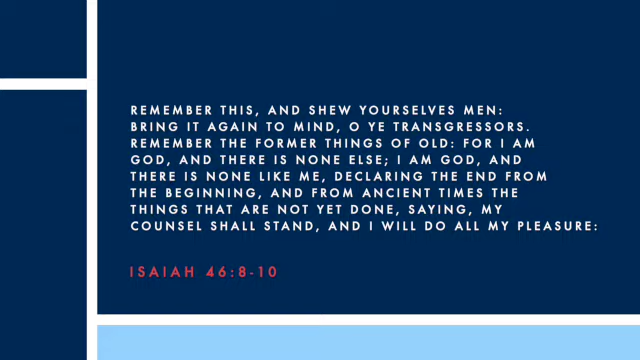 REMEMBER THIS, AND SHEW YOURSELVES MEN:
BRING IT AGAIN TO MIND, O YE TRANSGRESSORS.
REMEMBER THE FORMER THINGS OF OLD: FOR I AM
GOD, AND THERE IS NONE ELSE; I AM GOD, AND
THERE IS NONE LIKE ME, DECLARING THE END FROM
THE BEGINNING, AND FROM ANCIENT TIMES THE
THINGS THAT ARE NOT YET DONE, SAYING, MY
COUNSEL SHALL STAND, AND I WILL DO ALL MY PLEASURE:
ISAIAH 46:8-10